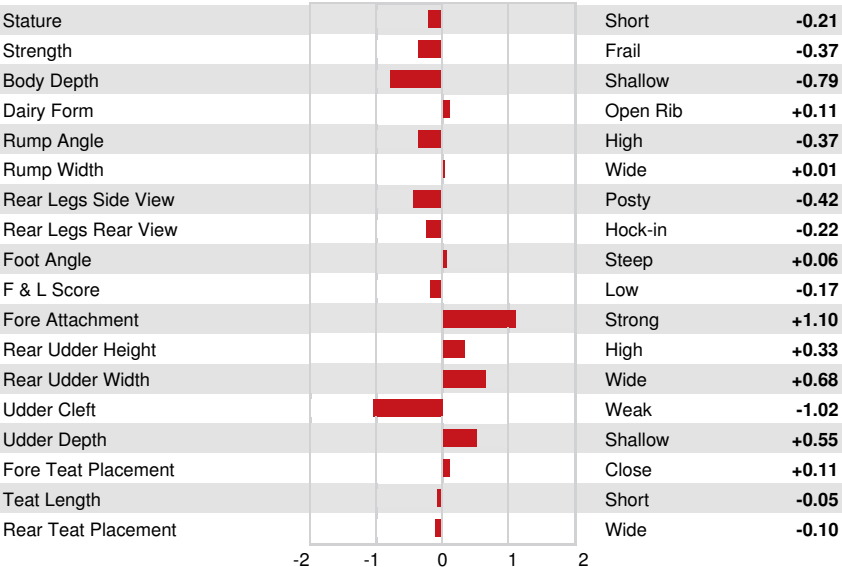 Stature Short -0.21
Strength Frail -0.37
Body Depth Shallow -0.79
Dairy Form Open Rib +0.11
Rump Angle High -0.37
Rump Width Wide +0.01
Rear Legs Side View Posty -0.42
Rear Legs Rear View Hock-in -0.22
Foot Angle Steep +0.06
F & L Score Low -0.17
Fore Attachment Strong +1.10
Rear Udder Height High +0.33
Rear Udder Width Wide +0.68
Udder Cleft Weak -1.02
Udder Depth Shallow +0.55
Fore Teat Placement Close +0.11
Teat Length Short -0.05
Rear Teat Placement Wide -0.10
-2 -1 0 1 2